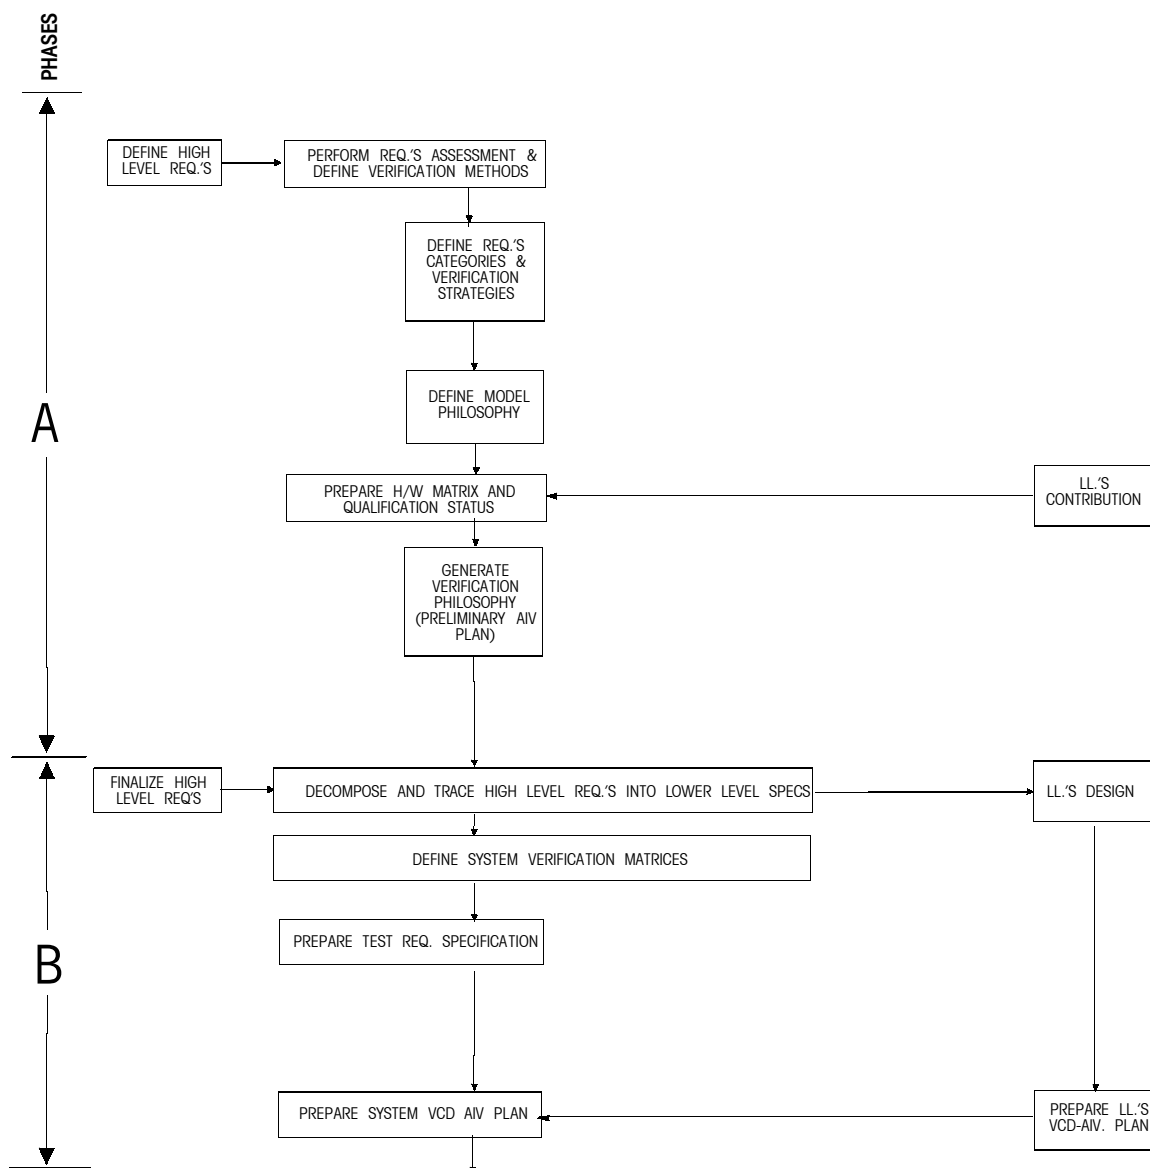 PHASES
DEFINE HIGH
LEVEL REQ.'S
PERFORM REQ.'S ASSESSMENT &
DEFINE VERIFICATION METHODS
DEFINE REQ.'S
CATEGORIES &
VERIFICATION
STRATEGIES
A
DEFINE MODEL
PHILOSOPHY
PREPARE H/W MATRIX AND
QUALIFICATION STATUS
LL.'S
CONTRIBUTION
GENERATE
VERIFICATION
PHILOSOPHY
(PRELIMINARY AIV
PLAN)
FINALIZE HIGH
LEVEL REQ'S
DECOMPOSE AND TRACE HIGH LEVEL REQ.'S INTO LOWER LEVEL SPECS
LL.'S DESIGN
DEFINE SYSTEM VERIFICATION MATRICES
B
PREPARE TEST REQ. SPECIFICATION
PREPARE SYSTEM VCD AIV PLAN
PREPARE LL.'S
VCD-AIV. PLAN